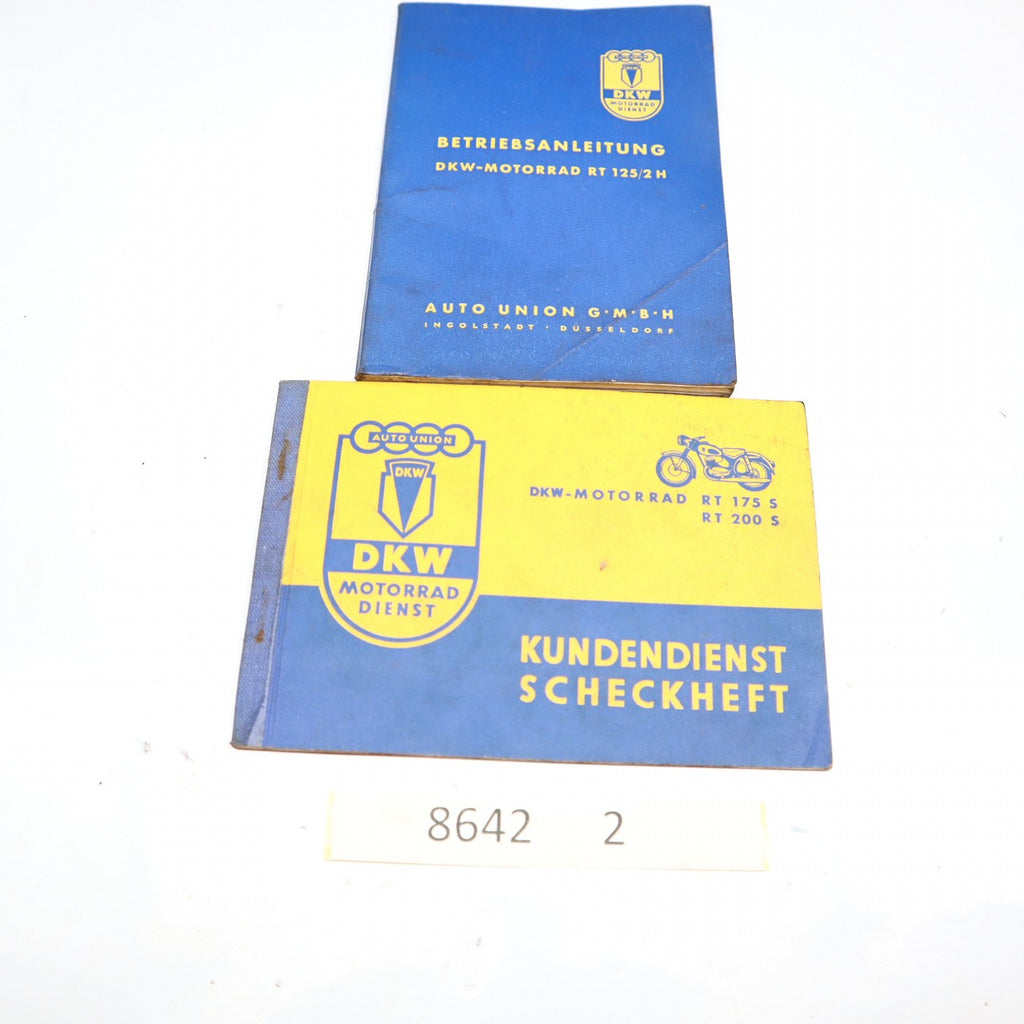 DKW
MOTORRAD
DIENST
BETRIEBSANLEITUNG
DKW-MOTORRAD RT 125/2 H
AUTO UNION G·M·B·H
INGOLSTADT · DÜSSELDORF
AUTO UNION
DKW
DKW
MOTORRAD
DIENST
DKW-MOTORRAD RT 175 S
RT 200 S
KUNDENDIENST
SCHECKHEFT
8642 2